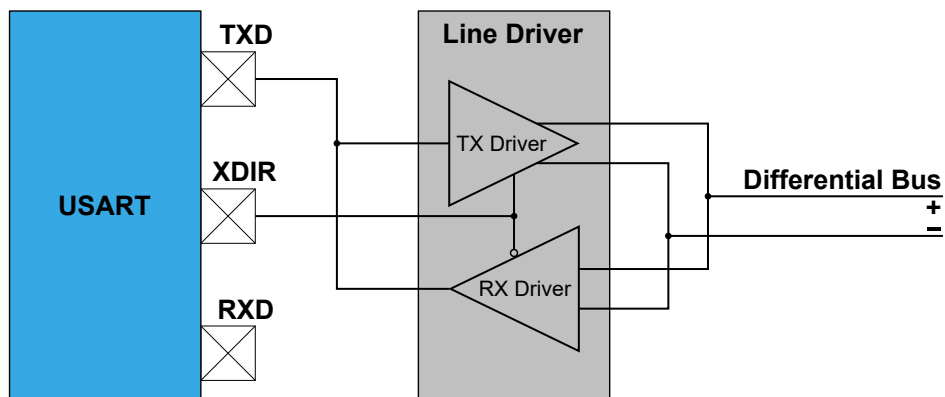 TXD
Line Driver
TX Driver
XDIR
Differential Bus
USART
+
−
RX Driver
RXD